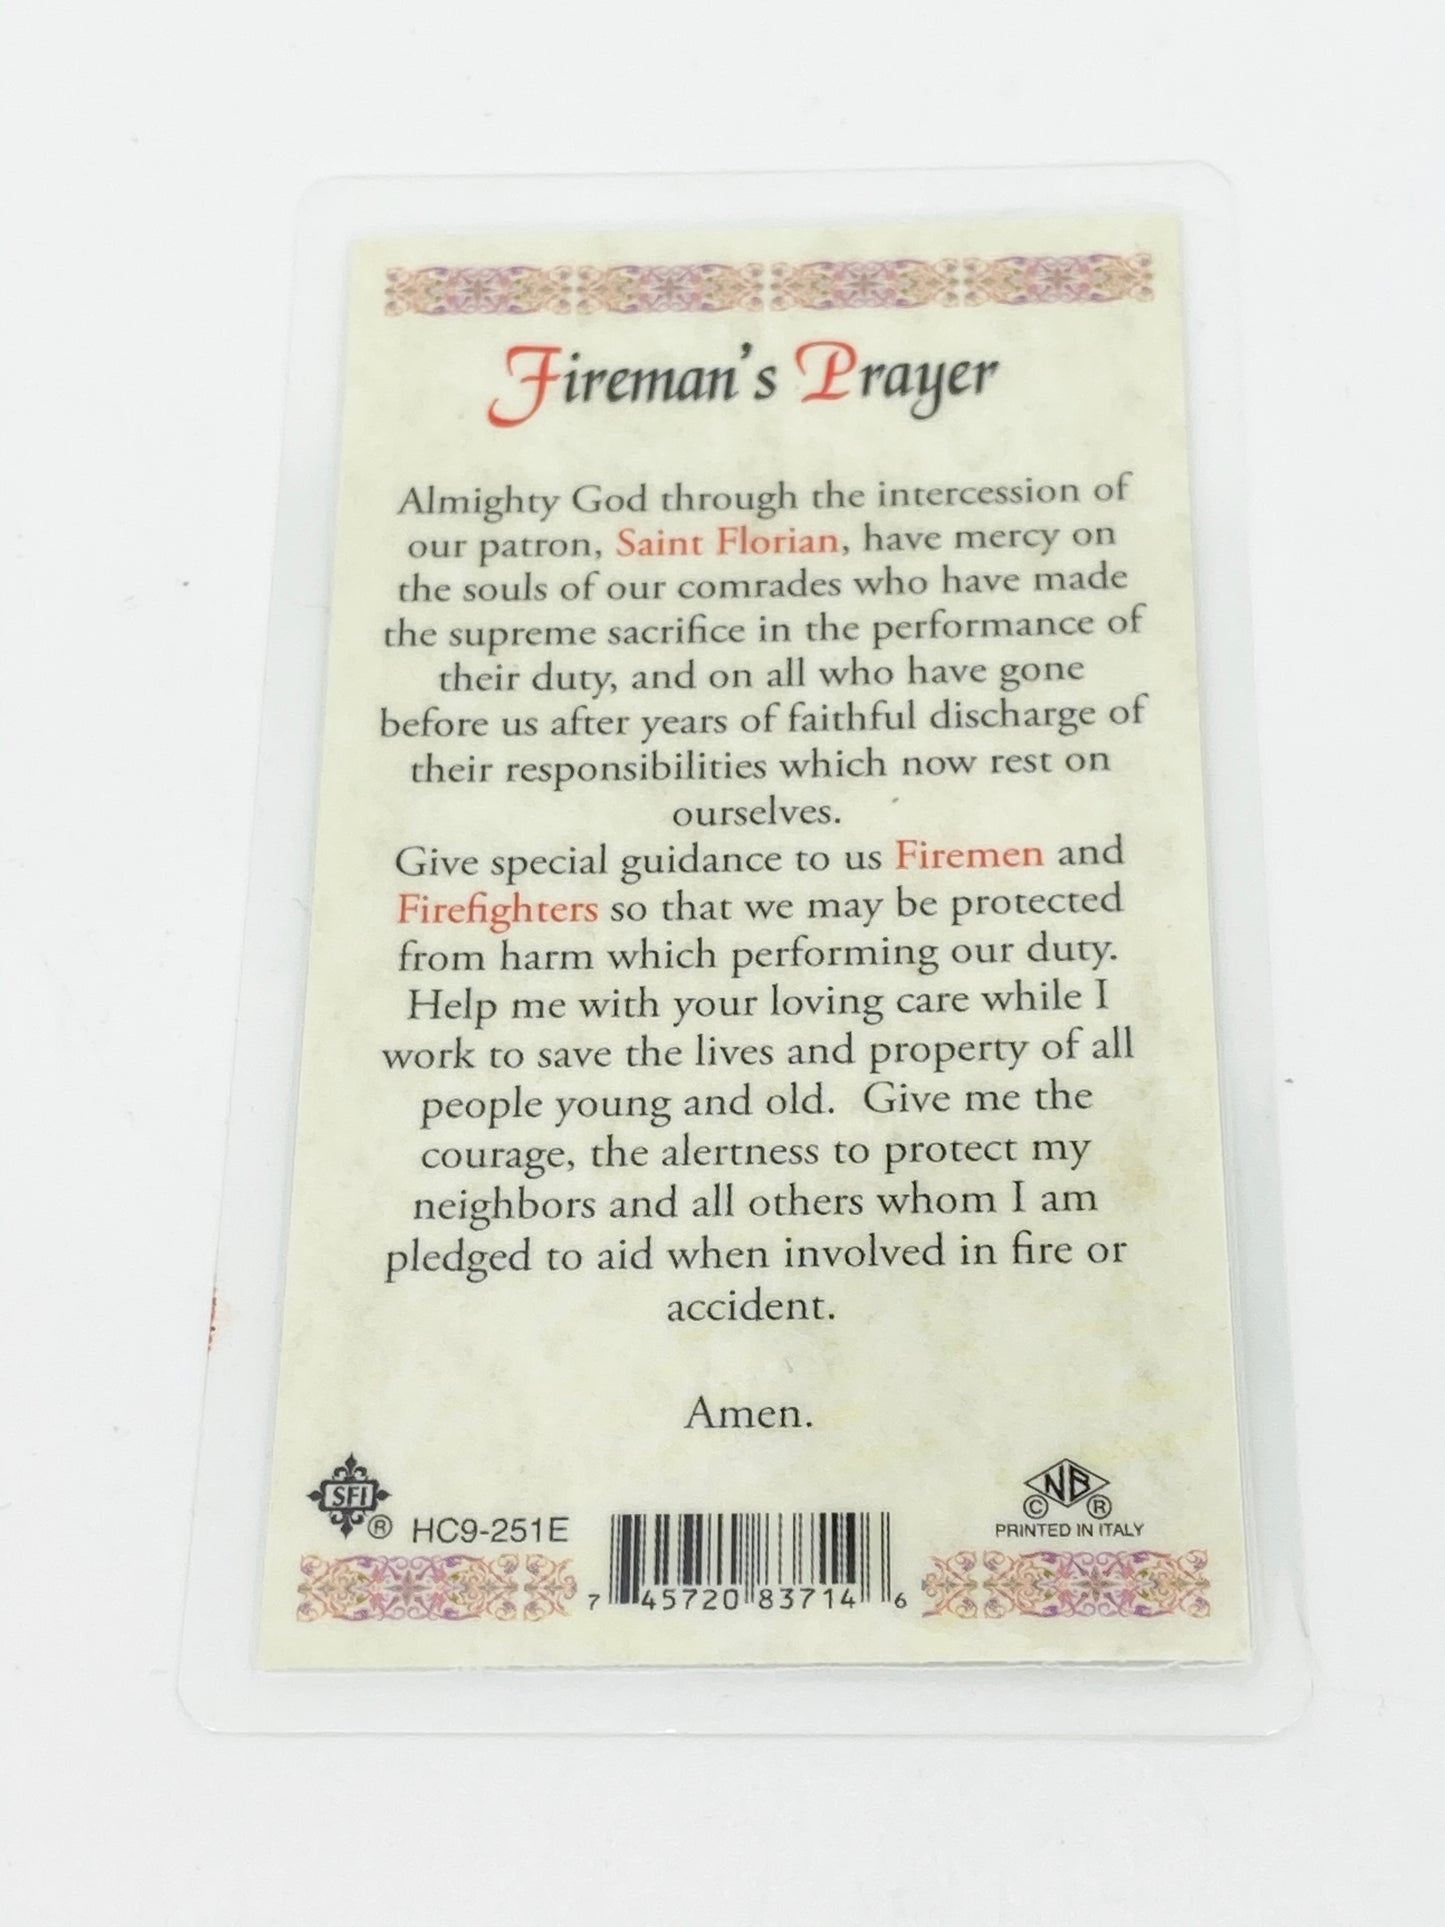 Fireman's Prayer
Almighty God through the intercession of
our patron, Saint Florian, have mercy on
the souls of our comrades who have made
the supreme sacrifice in the performance of
their duty, and on all who have gone
before us after years of faithful discharge of
their responsibilities which now rest on
ourselves.
Give special guidance to us Firemen and
Firefighters so that we may be protected
from harm which performing our duty.
Help me with your loving care while I
work to save the lives and property of all
people young and old.  Give me the
courage, the alertness to protect my
neighbors and all others whom I am
pledged to aid when involved in fire or
accident.
Amen.
SFI
® HC9-251E
NB
© ®
PRINTED IN ITALY
7 45720 83714 6